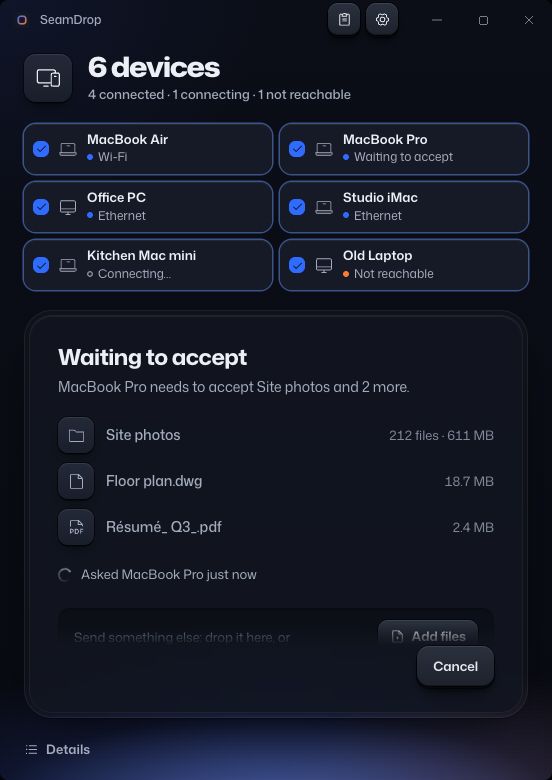 SeamDrop
6 devices
4 connected · 1 connecting · 1 not reachable
MacBook Air
Wi-Fi
MacBook Pro
Waiting to accept
Office PC
Ethernet
Studio iMac
Ethernet
Kitchen Mac mini
Connecting...
Old Laptop
Not reachable
Waiting to accept
MacBook Pro needs to accept Site photos and 2 more.
Site photos
212 files · 611 MB
Floor plan.dwg
18.7 MB
PDF
Résumé_ Q3_.pdf
2.4 MB
Asked MacBook Pro just now
Send something else: drop it here, or
Add files
Cancel
Details